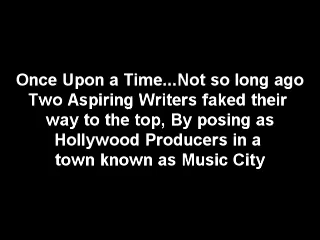 Once Upon a Time...Not so long ago
Two Aspiring Writers faked their
way to the top, By posing as
Hollywood Producers in a
town known as Music City